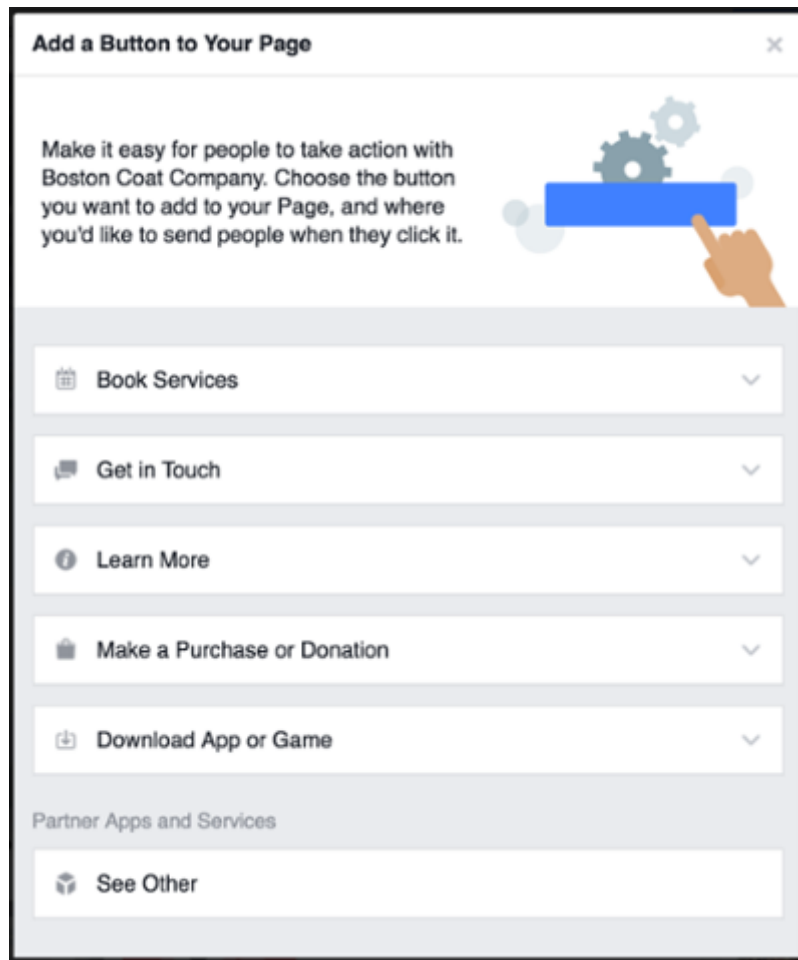 Add a Button to Your Page
Make it easy for people to take action with
Boston Coat Company. Choose the button
you want to add to your Page, and where
you'd like to send people when they click it.
Book Services
Get in Touch
Learn More
Make a Purchase or Donation
Download App or Game
Partner Apps and Services
See Other